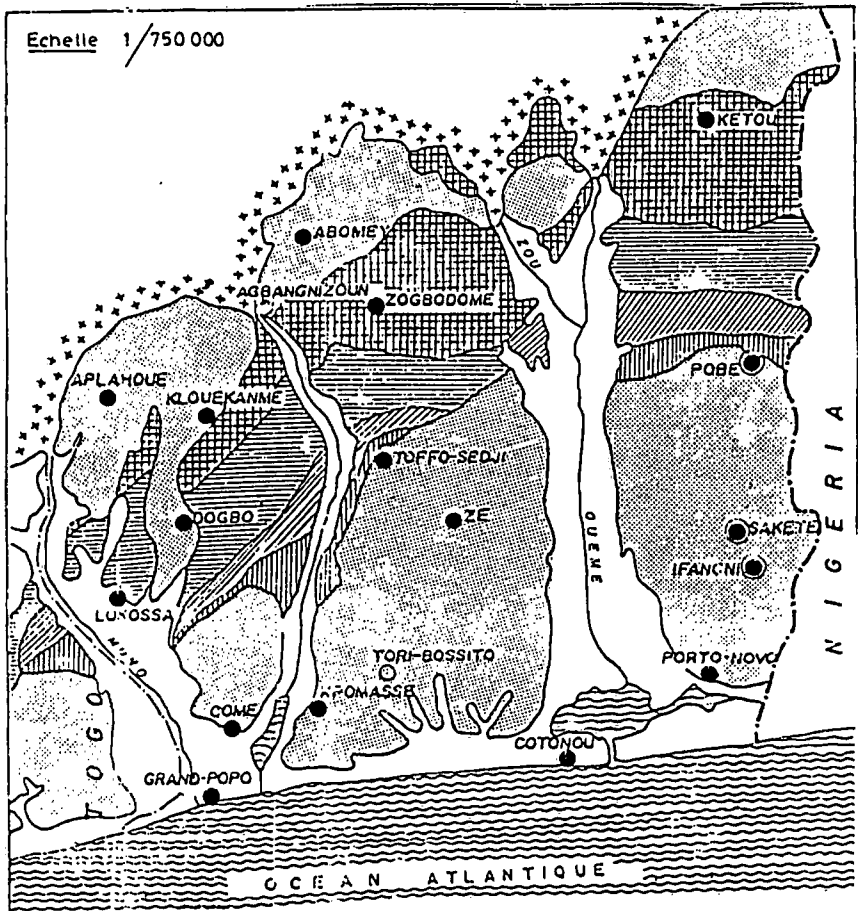 Echelle 1/750 000
KETOU
ABOMEY
ZOU
AGBANGNIZOUN
ZOGBODOME
POBE
APLAHOUE
KLOUEKANME
TOFFO-SEDJI
DOGBO
ZE
OUEME
SAKETE
IFANGNI
NIGERIA
LOKOSSA
MONO
TORI-BOSSITO
PORTO-NOVO
KPOMASSE
COME
TOGO
COTONOU
GRAND-POPO
OCEAN ATLANTIQUE